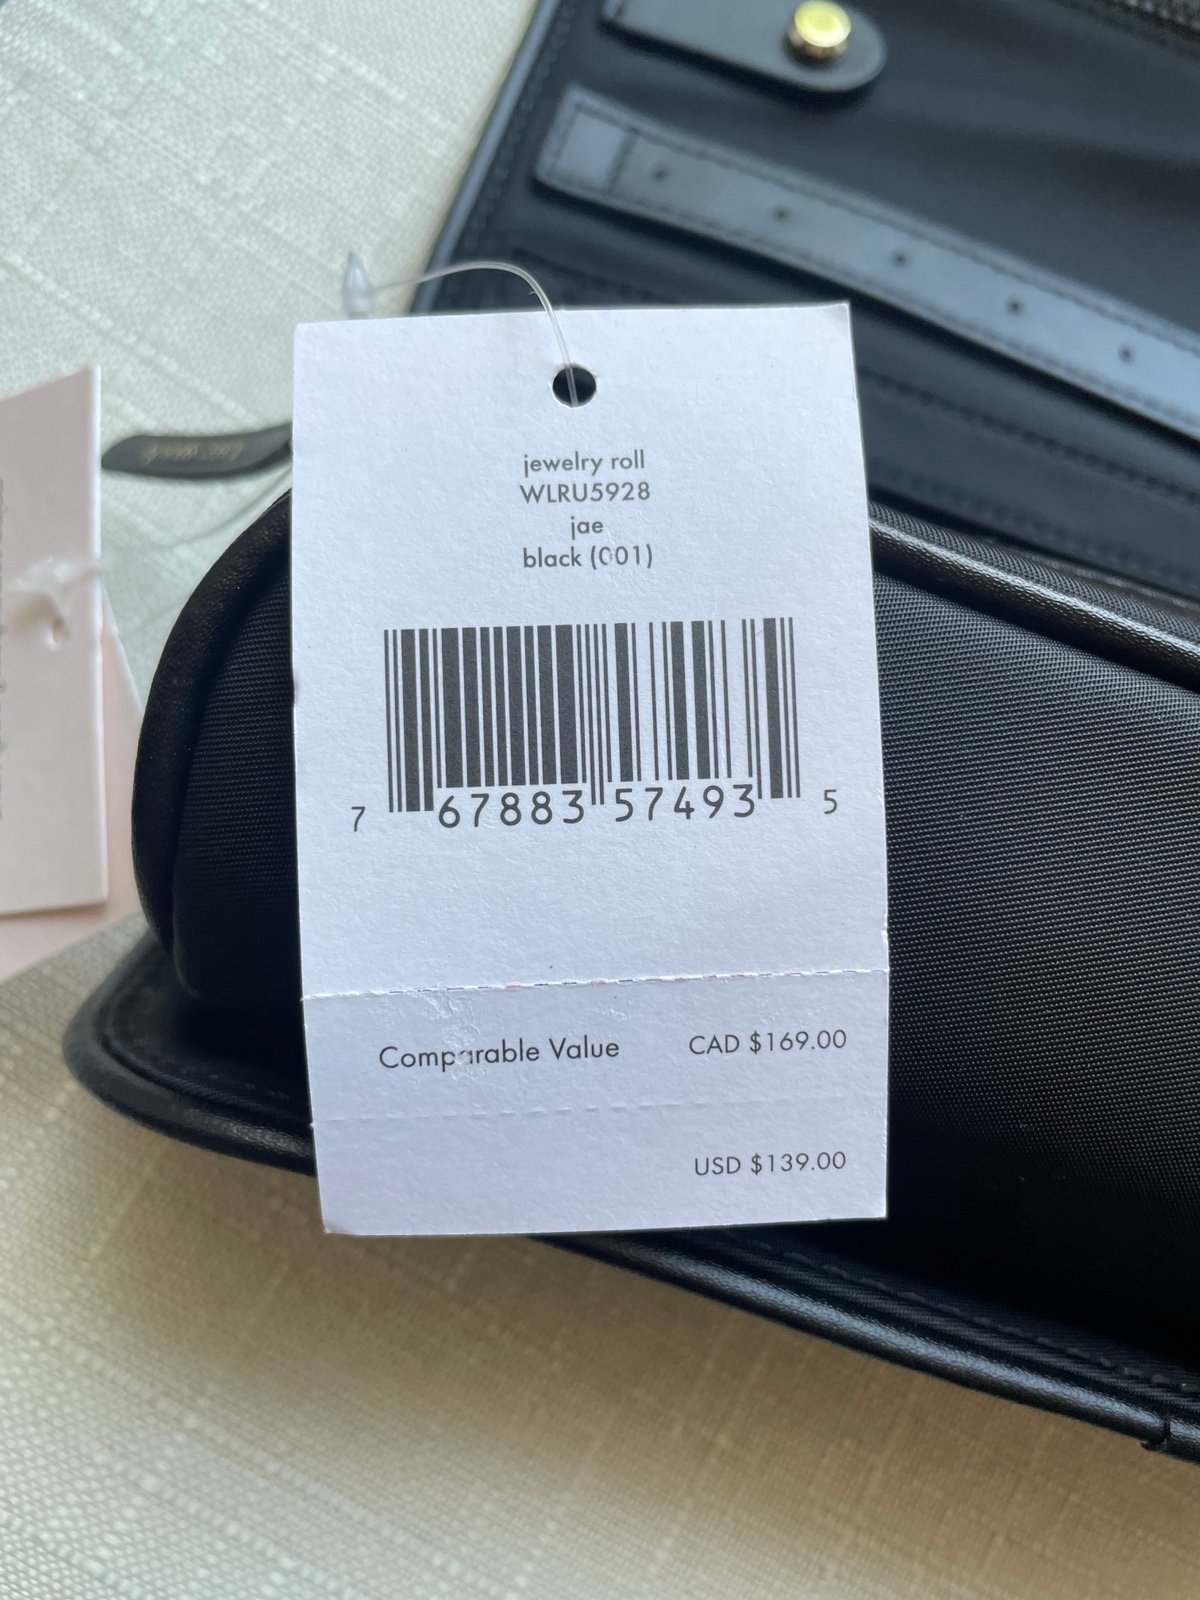 jewelry roll
WLRU5928
jae
black (001)
7 67883 57493 5
Comparable Value CAD $169.00
USD $139.00